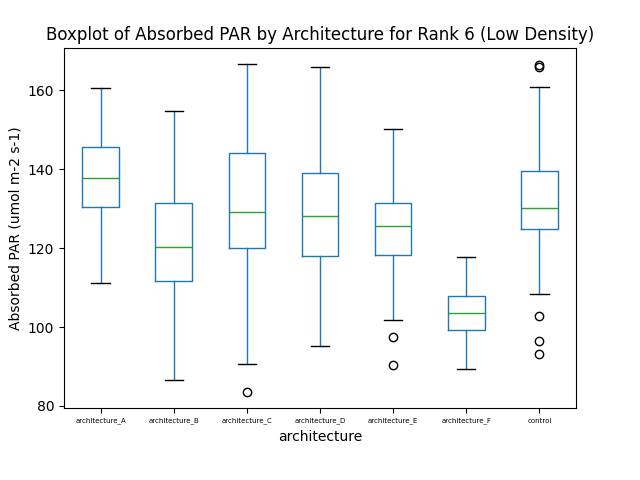 Boxplot of Absorbed PAR by Architecture for Rank 6 (Low Density)
Absorbed PAR (umol m-2 s-1)
160
140
120
100
80
architecture_A architecture_B architecture_C architecture_D architecture_E architecture_F control
architecture